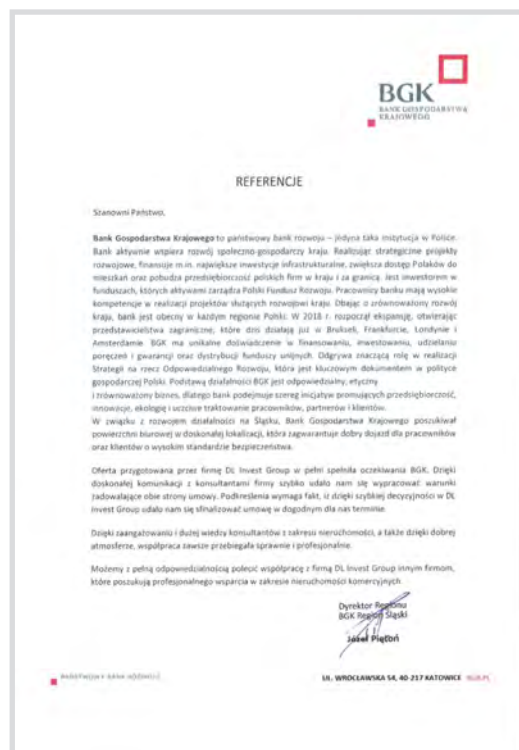 BGK
BANK GOSPODARSTWA
KRAJOWEGO
REFERENCJE
Szanowni Państwo,
Bank Gospodarstwa Krajowego to państwowy bank rozwoju – jedyna taka instytucja w Polsce.
Bank aktywnie wspiera rozwój społeczno-gospodarczy kraju. Realizując strategiczne projekty
rozwojowe, finansuje m.in. największe inwestycje infrastrukturalne, zwiększa dostęp Polaków do
mieszkań oraz pobudza przedsiębiorczość polskich firm w kraju i za granicą. Jest inwestorem w
funduszach, których aktywami zarządza Polski Fundusz Rozwoju. Pracownicy banku mają wysokie
kompetencje w realizacji projektów służących rozwojowi kraju. Dbając o zrównoważony rozwój
kraju, bank jest obecny w każdym regionie Polski. W 2018 r. rozpoczął ekspansję, otwierając
przedstawicielstwa zagraniczne, które dziś działają już w Brukseli, Frankfurcie, Londynie i
Amsterdamie. BGK ma unikalne doświadczenie w finansowaniu, inwestowaniu, udzielaniu
poręczeń i gwarancji oraz dystrybucji funduszy unijnych. Odgrywa znaczącą rolę w realizacji
Strategii na rzecz Odpowiedzialnego Rozwoju, która jest kluczowym dokumentem w polityce
gospodarczej Polski. Podstawą działalności BGK jest odpowiedzialny, etyczny
i zrównoważony biznes, dlatego bank podejmuje szereg inicjatyw promujących przedsiębiorczość,
innowacje, ekologię i uczciwe traktowanie pracowników, partnerów i klientów.
W związku z rozwojem działalności na Śląsku, Bank Gospodarstwa Krajowego poszukiwał
powierzchni biurowej w doskonałej lokalizacji, która zagwarantuje dobry dojazd dla pracowników
oraz klientów o wysokim standardzie bezpieczeństwa.
Oferta przygotowana przez firmę DL Invest Group w pełni spełniła oczekiwania BGK. Dzięki
doskonałej komunikacji z konsultantami firmy szybko udało nam się wypracować warunki
zadowalające obie strony umowy. Podkreślenia wymaga fakt, iż dzięki szybkiej decyzyjności w DL
Invest Group udało nam się sfinalizować umowę w dogodnym dla nas terminie.
Dzięki zaangażowaniu i dużej wiedzy konsultantów z zakresu nieruchomości, a także dzięki dobrej
atmosferze, współpraca zawsze przebiegała sprawnie i profesjonalnie.
Możemy z pełną odpowiedzialnością polecić współpracę z firmą DL Invest Group innym firmom,
które poszukują profesjonalnego wsparcia w zakresie nieruchomości komercyjnych.
Dyrektor Regionu
BGK Region Śląski
Józef Piętoń
PAŃSTWOWY BANK ROZWOJU
UL. WROCŁAWSKA 54, 40-217 KATOWICE BGK.PL